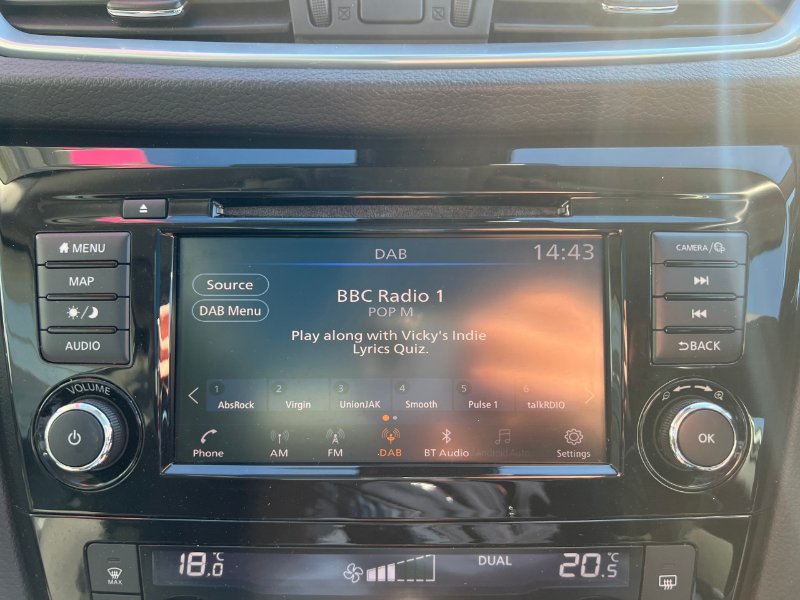 DAB 14:43
MENU
MAP
AUDIO
CAMERA/
BACK
Source
DAB Menu
BBC Radio 1
POP M
Play along with Vicky's Indie
Lyrics Quiz.
1 2 3 4 5 6
AbsRock Virgin UnionJAK Smooth Pulse 1 talkRDIO
Phone AM FM DAB BT Audio Android Auto Settings
VOLUME
OK
MAX
18.0°C
DUAL
20.5°C